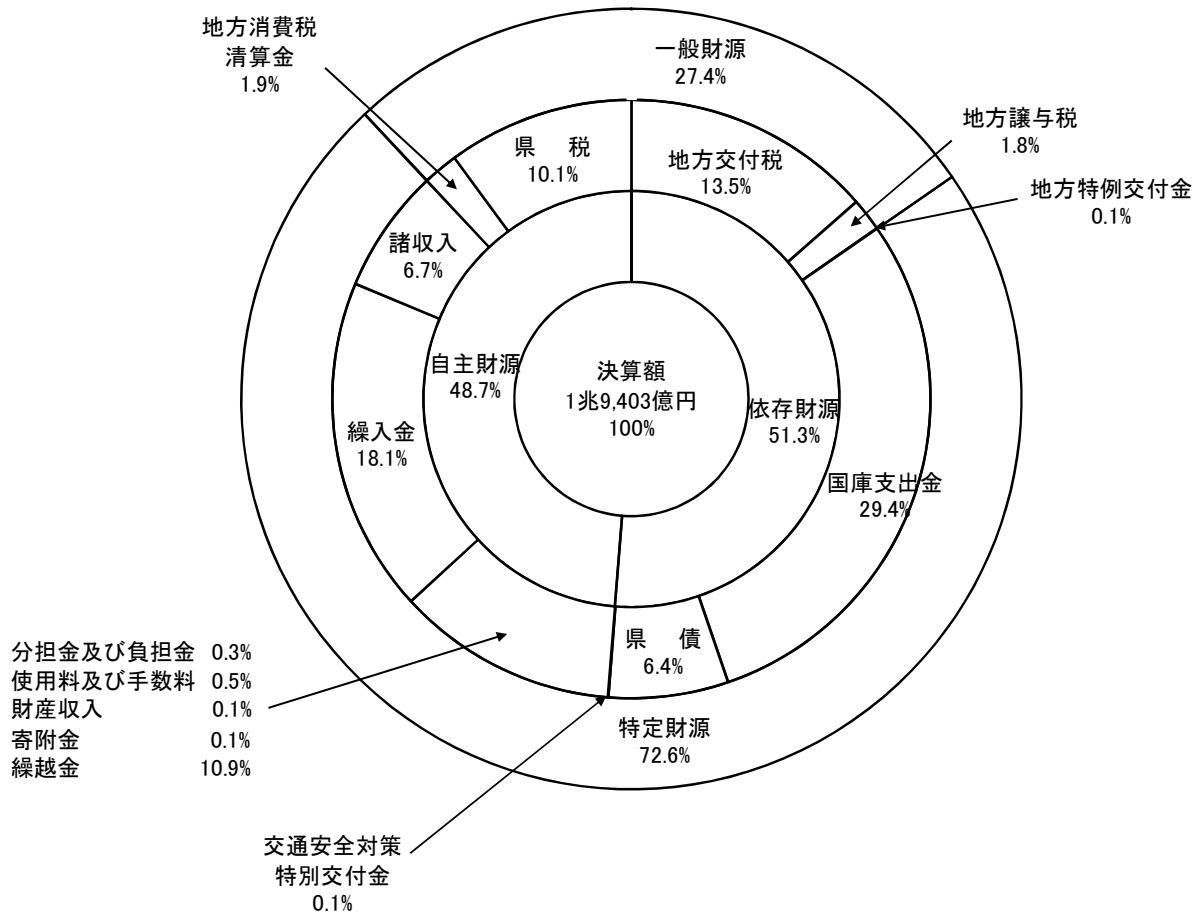 地方消費税
清算金
1.9%
一般財源
27.4%
県　税
10.1%
地方交付税
13.5%
地方譲与税
1.8%
地方特例交付金
0.1%
諸収入
6.7%
自主財源
48.7%
決算額
1兆9,403億円
100%
依存財源
51.3%
繰入金
18.1%
国庫支出金
29.4%
県　債
6.4%
分担金及び負担金 0.3%
使用料及び手数料 0.5%
財産収入 0.1%
寄附金 0.1%
繰越金 10.9%
特定財源
72.6%
交通安全対策
特別交付金
0.1%